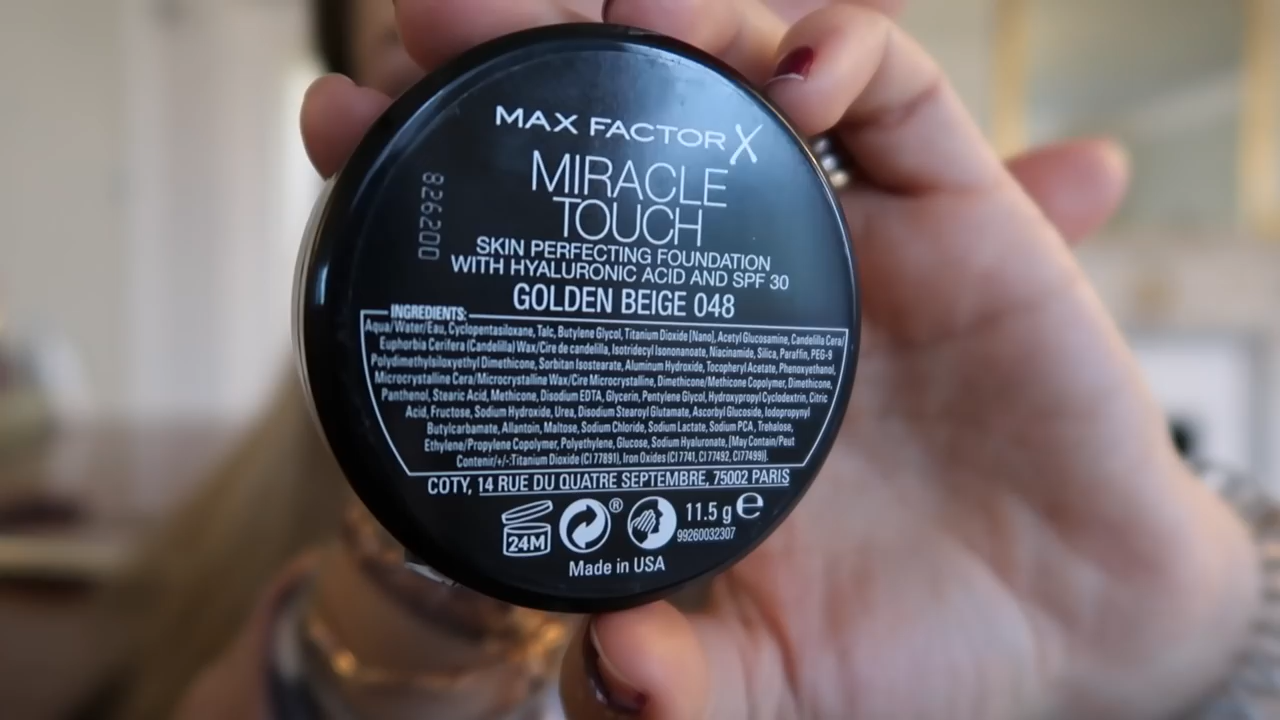 MAX FACTOR X
MIRACLE
TOUCH
SKIN PERFECTING FOUNDATION
WITH HYALURONIC ACID AND SPF 30
GOLDEN BEIGE 048
INGREDIENTS:
Aqua/Water/Eau, Cyclopentasiloxane, Talc, Butylene Glycol, Titanium Dioxide [Nano], Acetyl Glucosamine, Candelilla Cera/
Euphorbia Cerifera (Candelilla) Wax/Cire de candelilla, Isotridecyl Isononanoate, Niacinamide, Silica, Paraffin, PEG-9
Polydimethylsiloxyethyl Dimethicone, Sorbitan Isostearate, Aluminum Hydroxide, Tocopheryl Acetate, Phenoxyethanol,
Microcrystalline Cera/Microcrystalline Wax/Cire Microcrystalline, Dimethicone/Methicone Copolymer, Dimethicone,
Panthenol, Stearic Acid, Methicone, Disodium EDTA, Glycerin, Pentylene Glycol, Hydroxypropyl Cyclodextrin, Citric
Acid, Fructose, Sodium Hydroxide, Urea, Disodium Stearoyl Glutamate, Ascorbyl Glucoside, Iodopropynyl
Butylcarbamate, Allantoin, Maltose, Sodium Chloride, Sodium Lactate, Sodium PCA, Trehalose,
Ethylene/Propylene Copolymer, Polyethylene, Glucose, Sodium Hyaluronate, [May Contain/Peut
Contenir/+/-:Titanium Dioxide (CI 77891), Iron Oxides (CI 7741, CI 77492, CI77499)].
COTY, 14 RUE DU QUATRE SEPTEMBRE, 75002 PARIS
24M ® 11.5 g e
99260032307
Made in USA